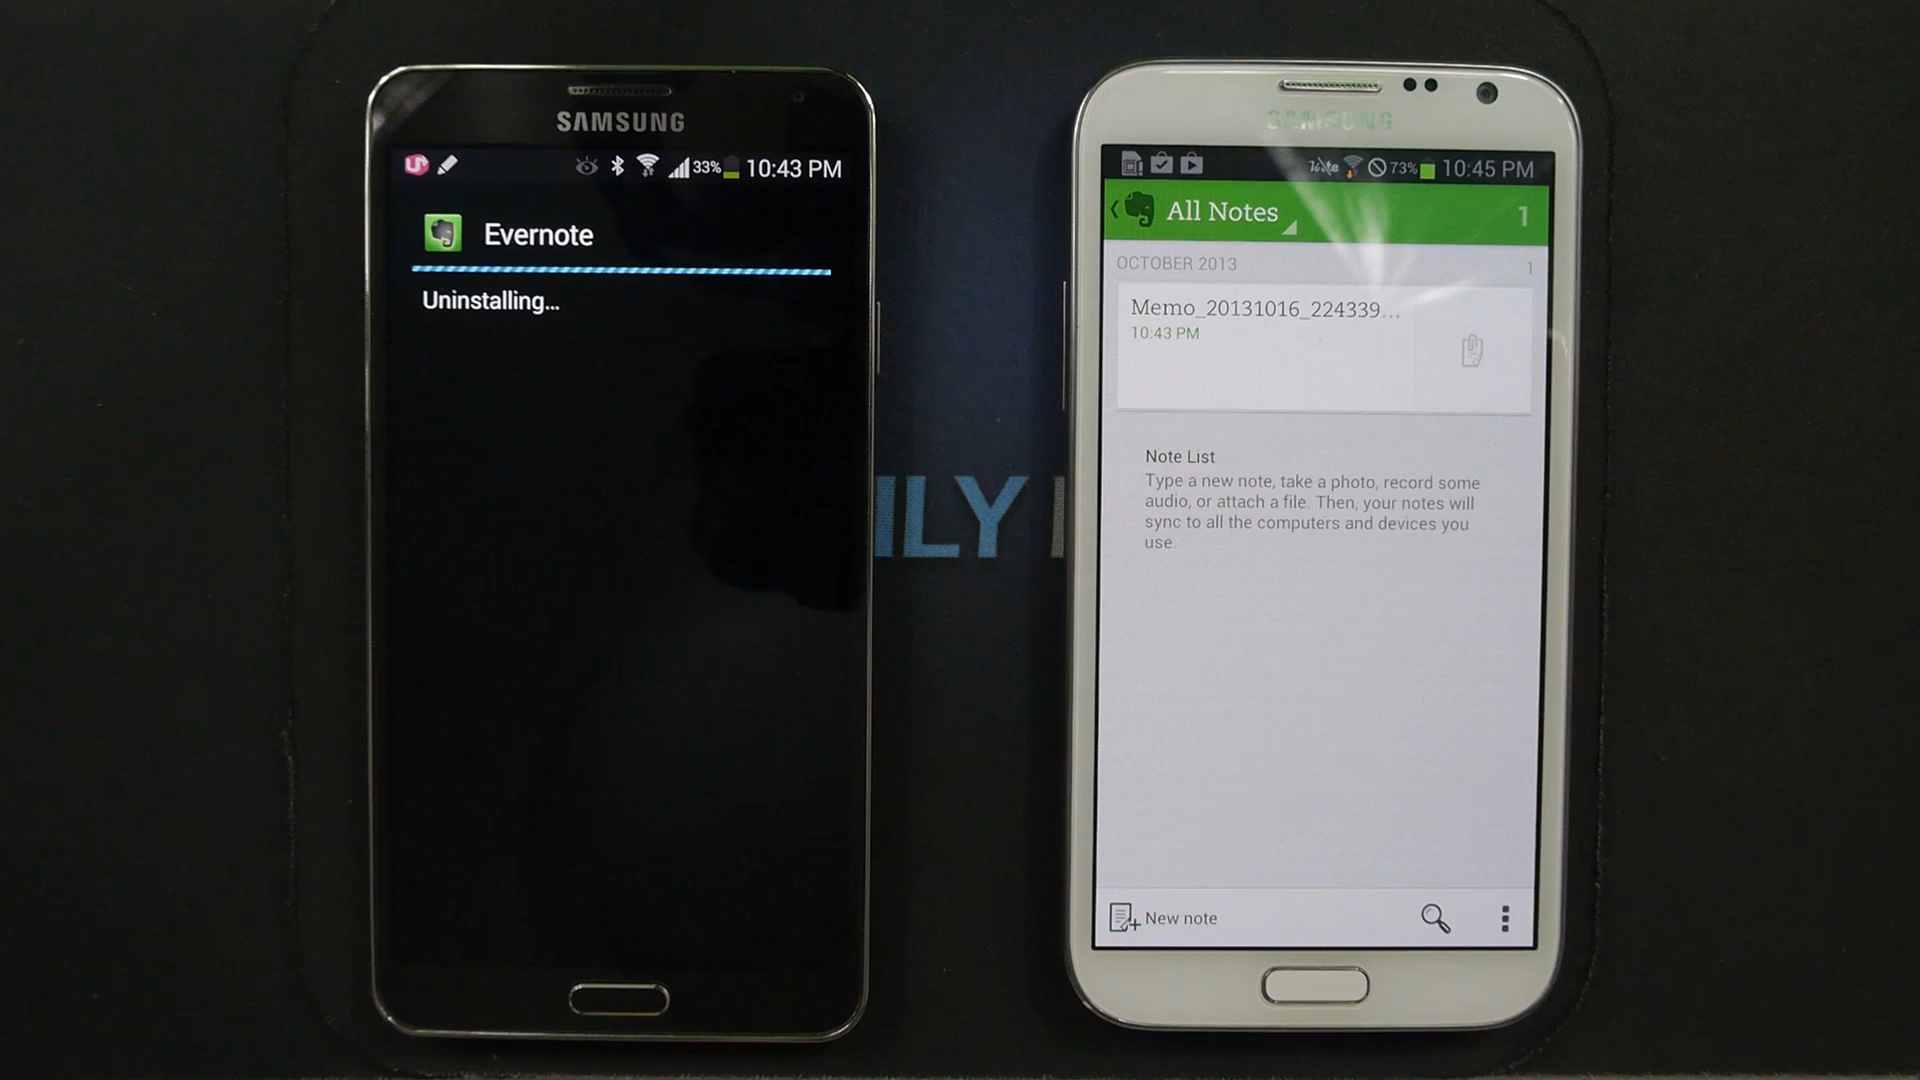 SAMSUNG
33% 10:43 PM
Evernote
Uninstalling...
ILY
SAMSUNG
73% 10:45 PM
All Notes
1
OCTOBER 2013
1
Memo_20131016_224339...
10:43 PM
Note List
Type a new note, take a photo, record some
audio, or attach a file. Then, your notes will
sync to all the computers and devices you
use.
New note